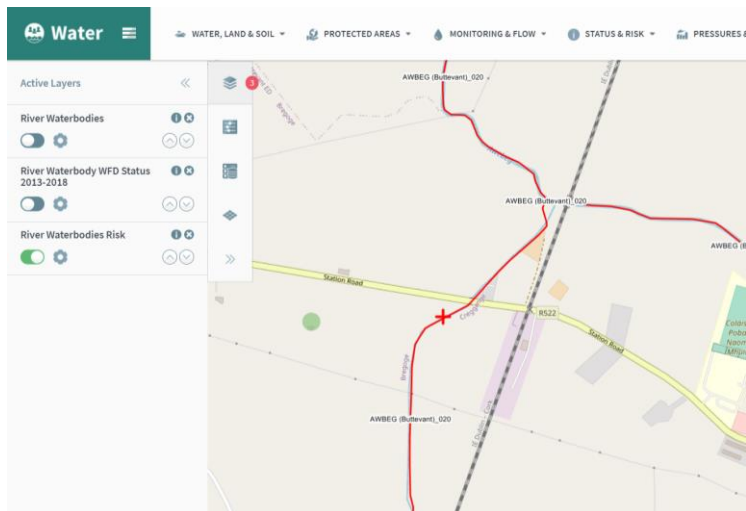 Water
WATER, LAND & SOIL
PROTECTED AREAS
MONITORING & FLOW
STATUS & RISK
PRESSURES &
Active Layers
3
River Waterbodies
River Waterbody WFD Status
2013-2018
River Waterbodies Risk
AWBEG (Buttevant)_020
Bregoge
AWBEG (Buttevant)_020
AWBEG (B
Station Road
R522
Station Road
Bregoge
AWBEG (Buttevant)_020